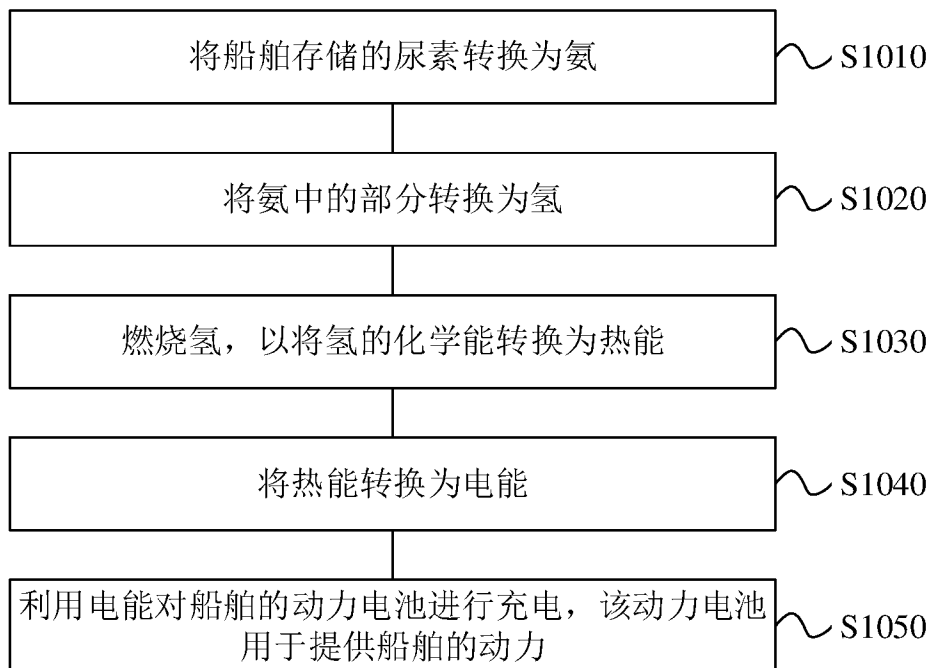 将船舶存储的尿素转换为氨
S1010
将氨中的部分转换为氢
S1020
燃烧氢，以将氢的化学能转换为热能
S1030
将热能转换为电能
S1040
利用电能对船舶的动力电池进行充电，该动力电池
用于提供船舶的动力
S1050